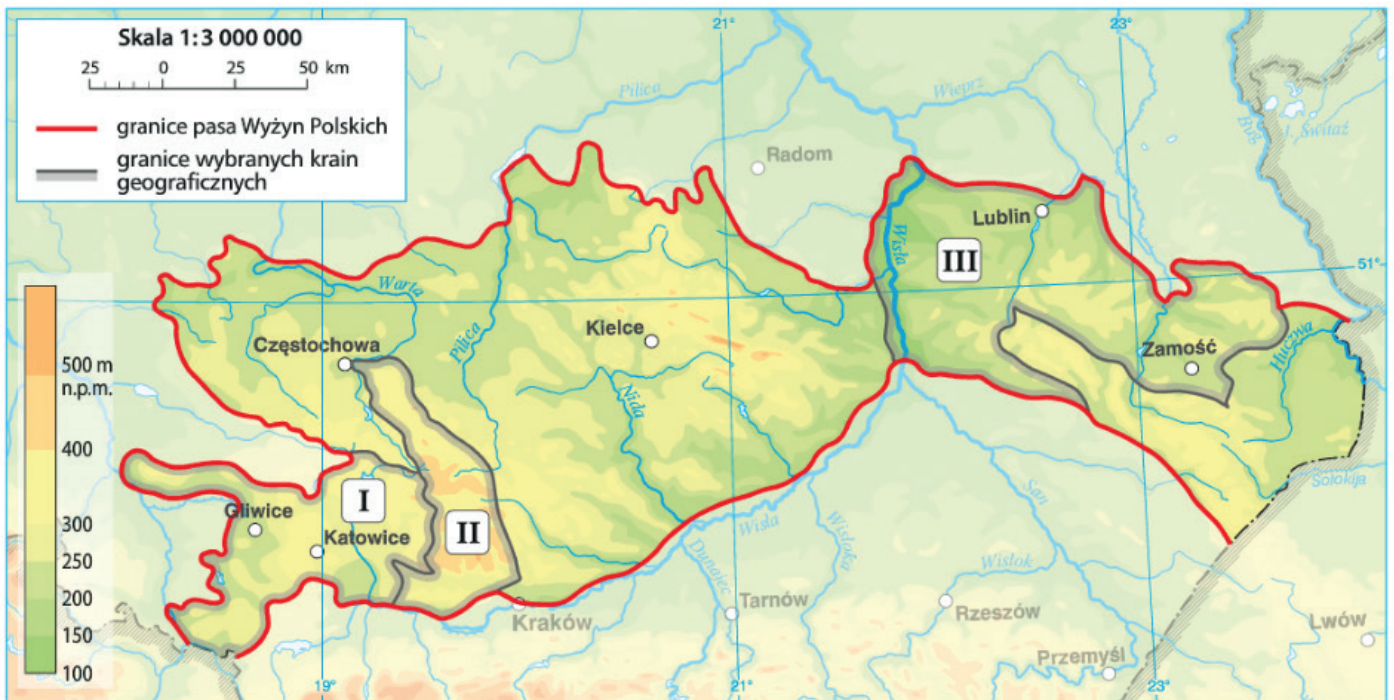 Skala 1:3 000 000
25 0 25 50 km
granice pasa Wyżyn Polskich
granice wybranych krain
geograficznych
21°
23°
Pilica
Wieprz
Bug
J. Świtaź
Radom
Lublin
Wisła
III
51°
Warta
Pilica
Kielce
Częstochowa
Zamość
Huczwa
Nida
500 m
n.p.m.
400
300
250
200
150
100
I
Gliwice
Katowice
II
San
Sołokija
Wisła
Wisłoka
Dunajec
Wisłok
Kraków
Tarnów
Rzeszów
Lwów
Przemyśl
19°
21°
23°